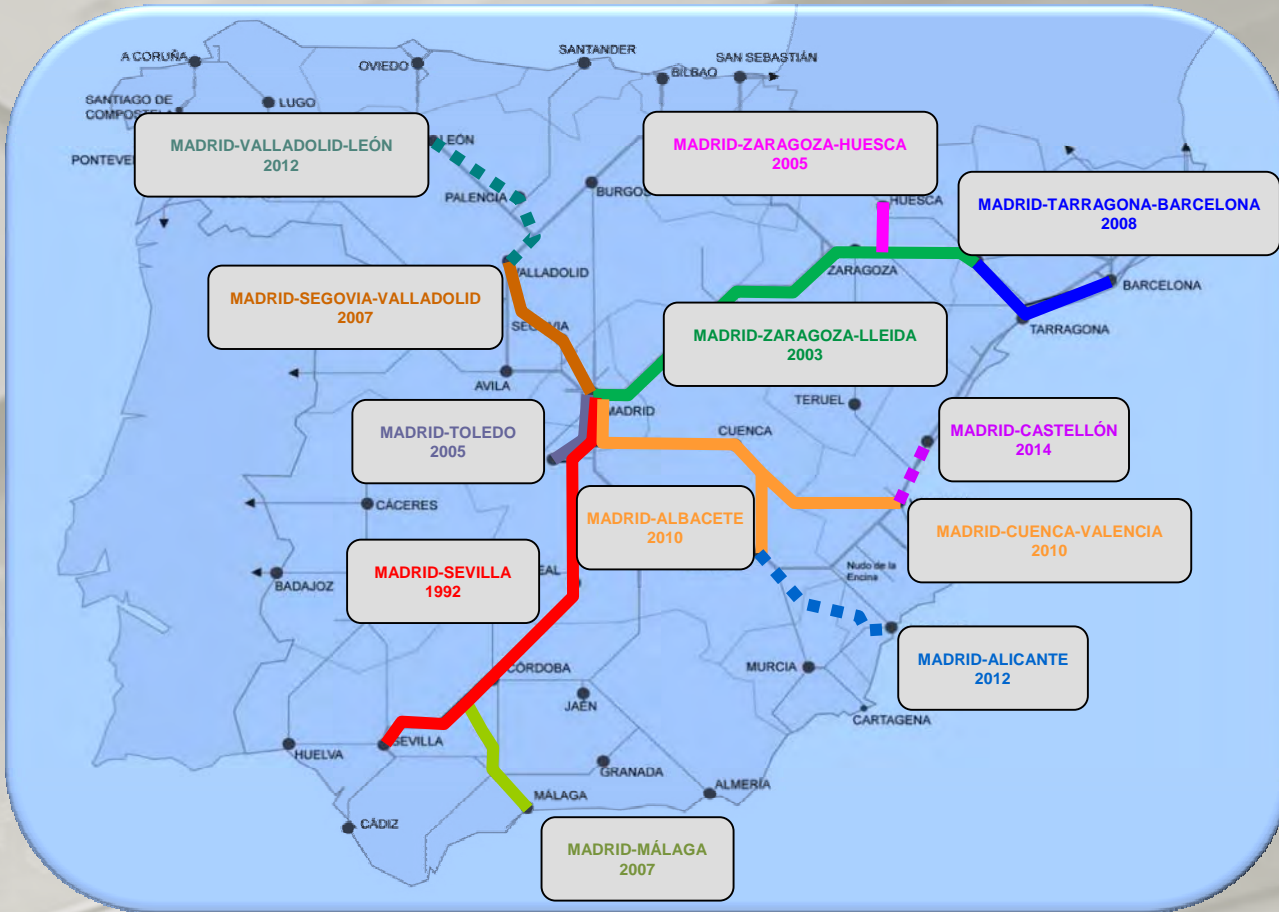 A CORUÑA
OVIEDO
SANTANDER
BILBAO
SAN SEBASTIÁN
SANTIAGO DE
COMPOSTELA
LUGO
LEÓN
PONTEVE
MADRID-VALLADOLID-LEÓN
2012
MADRID-ZARAGOZA-HUESCA
2005
PALENCIA
BURGOS
HUESCA
MADRID-TARRAGONA-BARCELONA
2008
VALLADOLID
ZARAGOZA
BARCELONA
MADRID-SEGOVIA-VALLADOLID
2007
SEGOVIA
TARRAGONA
MADRID-ZARAGOZA-LLEIDA
2003
AVILA
MADRID
TERUEL
MADRID-TOLEDO
2005
CUENCA
MADRID-CASTELLÓN
2014
CÁCERES
MADRID-ALBACETE
2010
MADRID-CUENCA-VALENCIA
2010
BADAJOZ
MADRID-SEVILLA
1992
EAL
Nudo de la
Encina
MURCIA
MADRID-ALICANTE
2012
CÓRDOBA
JAÉN
CARTAGENA
HUELVA
SEVILLA
GRANADA
ALMERÍA
MÁLAGA
CÁDIZ
MADRID-MÁLAGA
2007